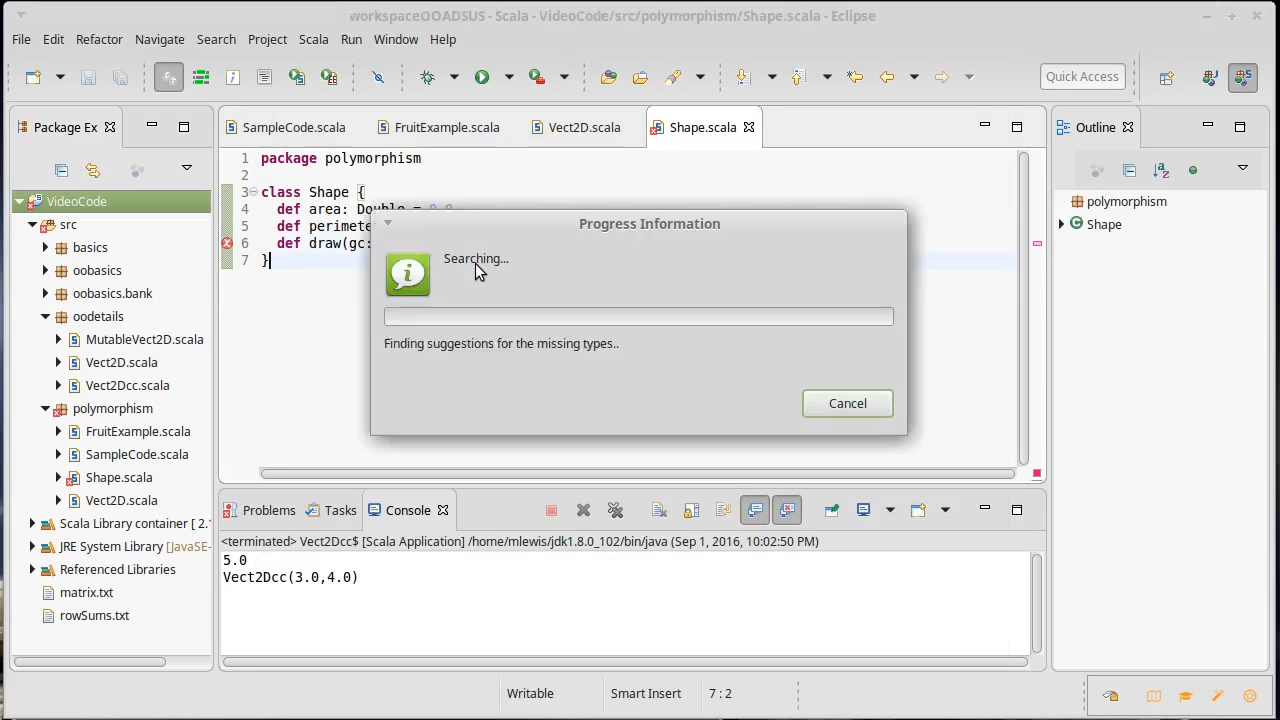 workspaceOOADSUS - Scala - VideoCode/src/polymorphism/Shape.scala - Eclipse
File Edit Refactor Navigate Search Project Scala Run Window Help
Quick Access
Package Ex
SampleCode.scala
FruitExample.scala
Vect2D.scala
Shape.scala
Outline
VideoCode
src
basics
oobasics
oobasics.bank
oodetails
MutableVect2D.scala
Vect2D.scala
Vect2Dcc.scala
polymorphism
FruitExample.scala
SampleCode.scala
Shape.scala
Vect2D.scala
Scala Library container [ 2.
JRE System Library [JavaSE-
Referenced Libraries
matrix.txt
rowSums.txt
1 package polymorphism
2
3 class Shape {
4 def area: Double = 0.0
5 def perimete
6 def draw(gc:
7 }
Progress Information
Searching...
Finding suggestions for the missing types..
Cancel
polymorphism
Shape
Problems
Tasks
Console
<terminated> Vect2Dcc$ [Scala Application] /home/mlewis/jdk1.8.0_102/bin/java (Sep 1, 2016, 10:02:50 PM)
5.0
Vect2Dcc(3.0,4.0)
Writable
Smart Insert
7 : 2